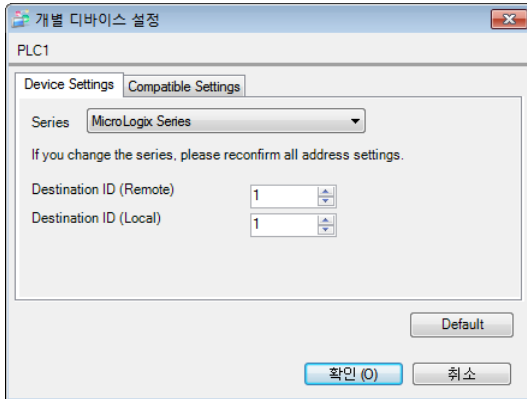 개별 디바이스 설정
PLC1
Device Settings Compatible Settings
Series MicroLogix Series
If you change the series, please reconfirm all address settings.
Destination ID (Remote) 1
Destination ID (Local) 1
Default
확인 (O) 취소